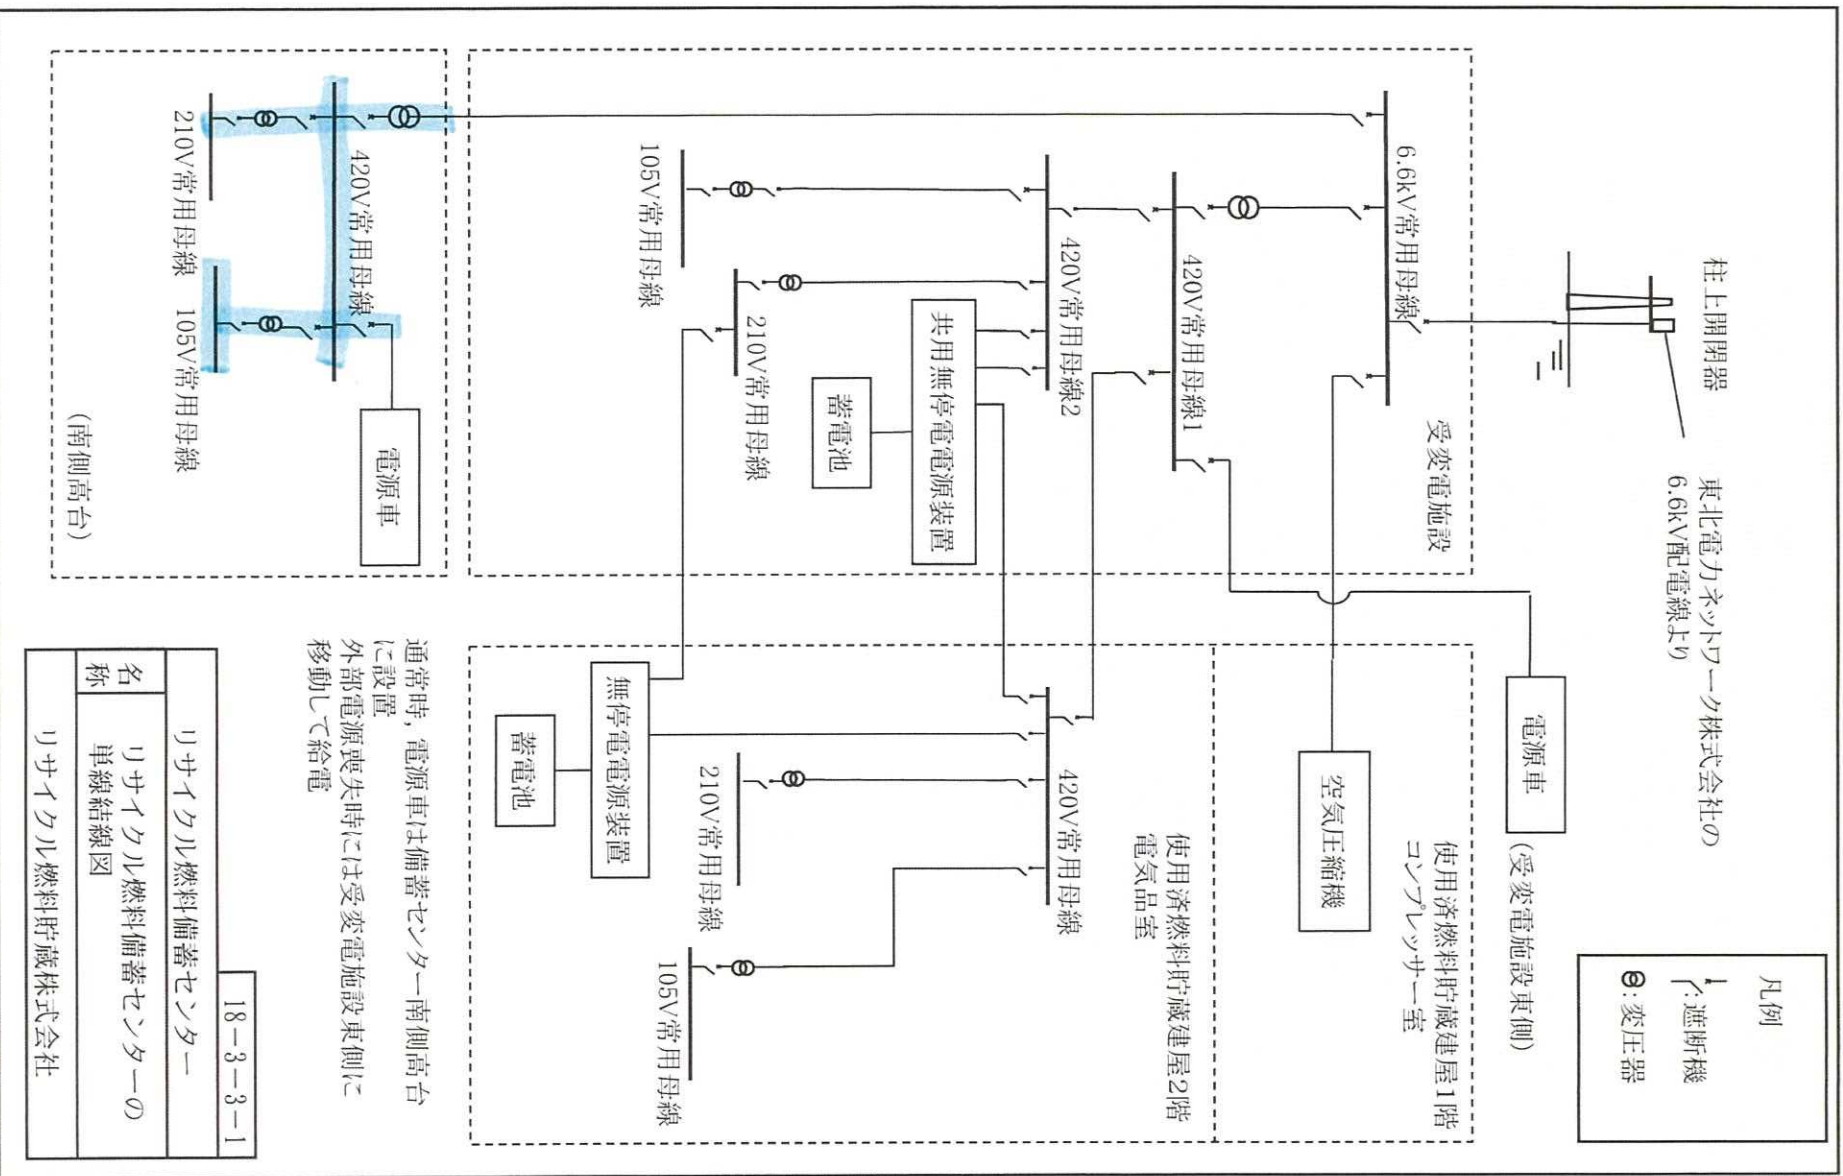 柱上開閉器
東北電力ネットワーク株式会社の
6.6kV配電線より
凡例
:遮断機
:変圧器
受変電施設
6.6kV常用母線
420V常用母線1
420V常用母線2
共用無停電電源装置
蓄電池
210V常用母線
105V常用母線
電源車
(受変電施設東側)
使用済燃料貯蔵建屋1階
コンプレッサー室
空気圧縮機
使用済燃料貯蔵建屋2階
電気品室
420V常用母線
210V常用母線
105V常用母線
無停電電源装置
蓄電池
420V常用母線
210V常用母線
105V常用母線
電源車
(南側高台)
通常時,電源車は備蓄センター南側高台
に設置
外部電源喪失時には受変電施設東側に
移動して給電
18-3-3-1
リサイクル燃料備蓄センター
名称
リサイクル燃料備蓄センターの
単線結線図
リサイクル燃料貯蔵株式会社